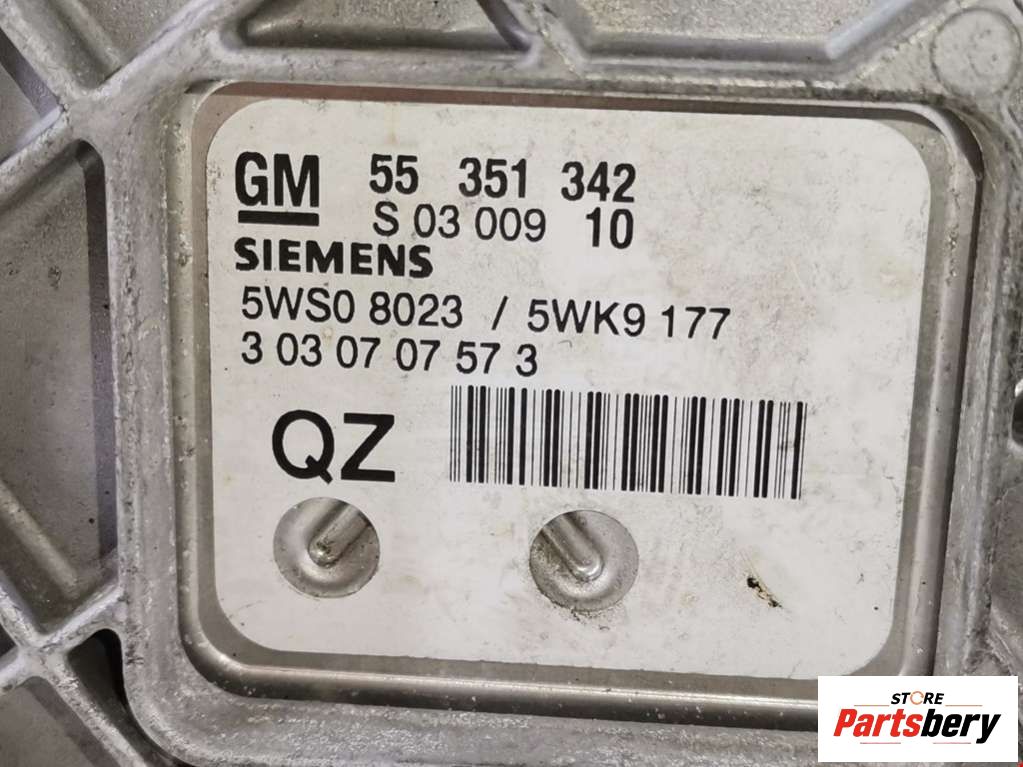 GM 55 351 342
S 03 009 10
SIEMENS
5WS0 8023 / 5WK9 177
3 03 07 07 57 3
QZ
STORE
Partsbery